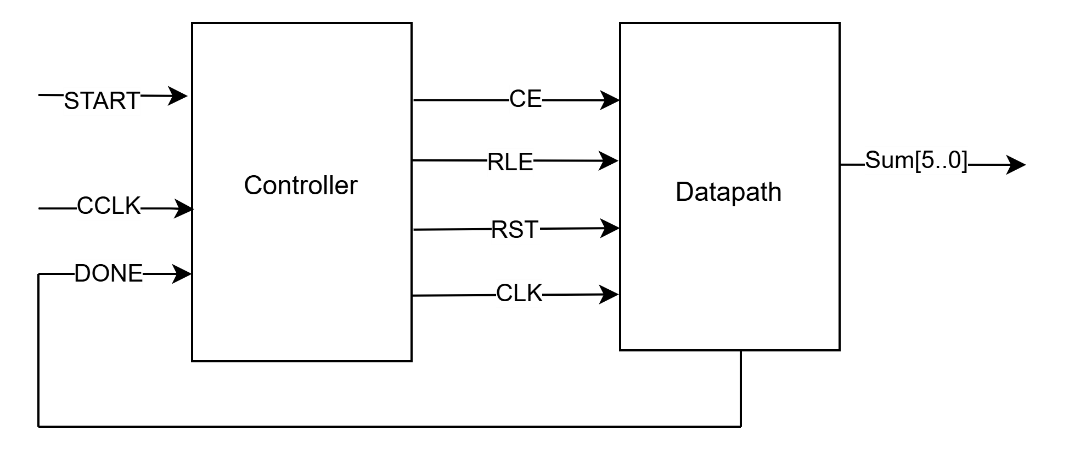 START
CCLK
DONE
Controller
CE
RLE
RST
CLK
Datapath
Sum[5..0]